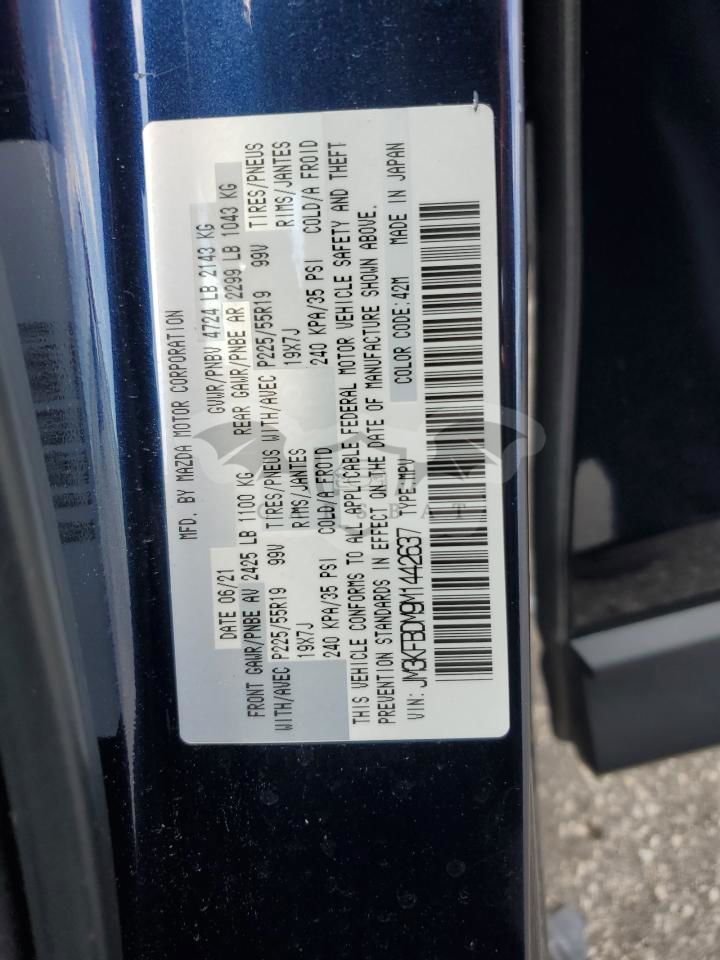 MFD. BY MAZDA MOTOR CORPORATION
DATE 06/21 GVWR/PNBV 4724 LB 2143 KG
FRONT GAWR/PNBE AV 2425 LB 1100 KG REAR GAWR/PNBE AR 2299 LB 1043 KG
WITH/AVEC P225/55R19 99V TIRES/PNEUS WITH/AVEC P225/55R19 99V TIRES/PNEUS
19X7J RIMS/JANTES 19X7J RIMS/JANTES
240 KPA/35 PSI COLD/A FROID 240 KPA/35 PSI COLD/A FROID
THIS VEHICLE CONFORMS TO ALL APPLICABLE FEDERAL MOTOR VEHICLE SAFETY AND THEFT
PREVENTION STANDARDS IN EFFECT ON THE DATE OF MANUFACTURE SHOWN ABOVE.
VIN: JM3KFBDM9M1442637 TYPE:MPV COLOR CODE:42M MADE IN JAPAN